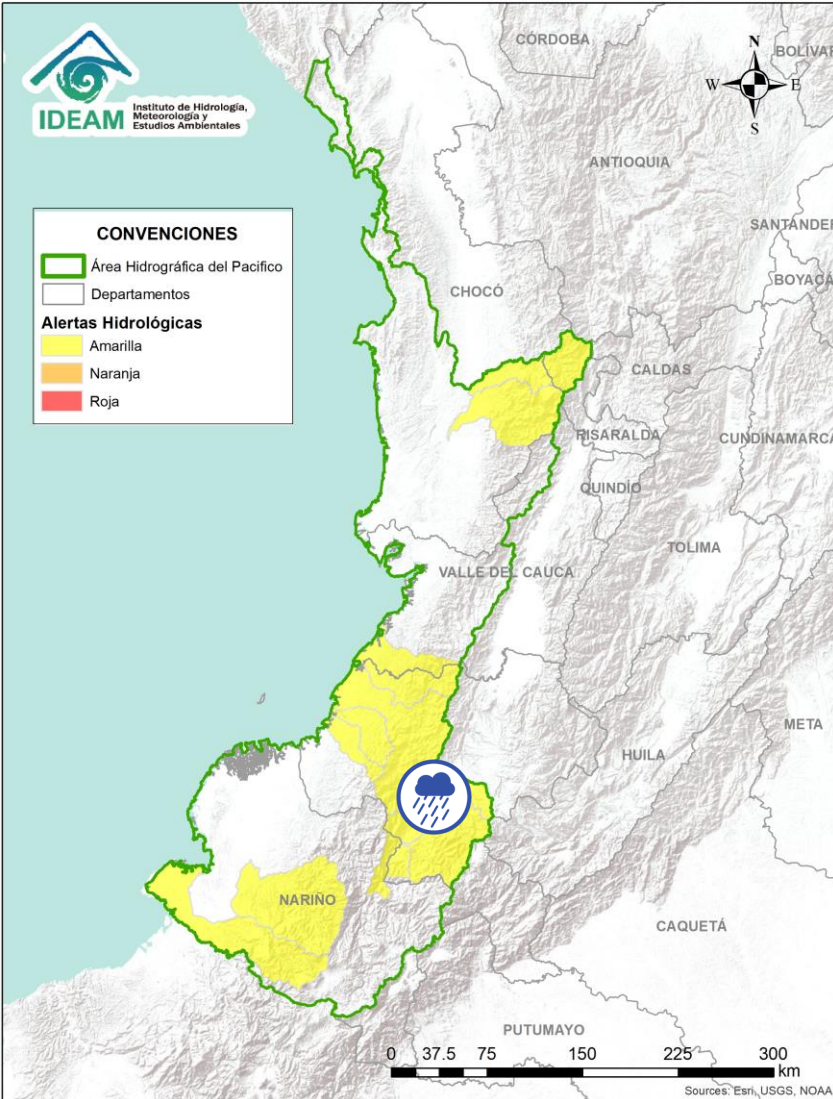 CÓRDOBA
BOLÍVAR
N
W
E
S
IDEAM
Instituto de Hidrología,
Meteorología y
Estudios Ambientales
ANTIOQUIA
SANTANDER
CONVENCIONES
Área Hidrográfica del Pacifico
Departamentos
Alertas Hidrológicas
Amarilla
Naranja
Roja
BOYACÁ
CHOCÓ
CALDAS
RISARALDA
CUNDINAMARCA
QUINDÍO
TOLIMA
VALLE DEL CAUCA
META
HUILA
NARIÑO
CAQUETÁ
PUTUMAYO
0 37.5 75 150 225 300
km
Sources: Esri, USGS, NOAA